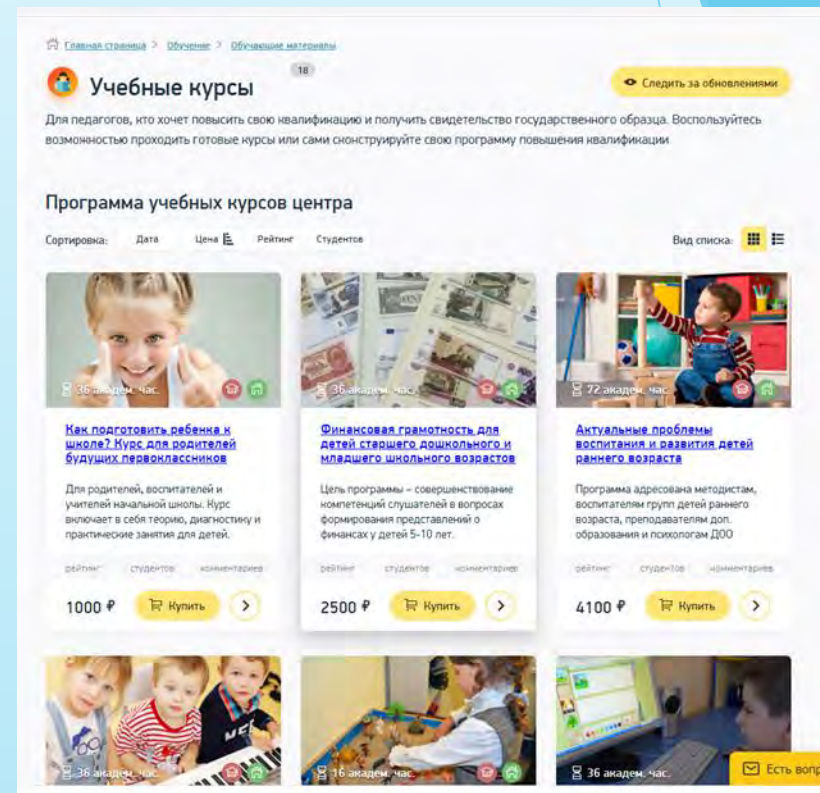 Главная страница > Обучение > Обучающие материалы
Учебные курсы 18
Следить за обновлениями
Для педагогов, кто хочет повысить свою квалификацию и получить свидетельство государственного образца. Воспользуйтесь
возможностью проходить готовые курсы или сами сконструируйте свою программу повышения квалификации
Программа учебных курсов центра
Сортировка: Дата Цена Рейтинг Студентов
Вид списка:
36 академ. час.
Как подготовить ребенка к
школе? Курс для родителей
будущих первоклассников
Для родителей, воспитателей и
учителей начальной школы. Курс
включает в себя теорию, диагностику и
практические занятия для детей.
рейтинг студентов комментариев
1000 ₽ Купить
36 академ. час.
Финансовая грамотность для
детей старшего дошкольного и
младшего школьного возрастов
Цель программы – совершенствование
компетенций слушателей в вопросах
формирования представлений о
финансах у детей 5-10 лет.
рейтинг студентов комментариев
2500 ₽ Купить
72 академ. час.
Актуальные проблемы
воспитания и развития детей
раннего возраста
Программа адресована методистам,
воспитателям групп детей раннего
возраста, преподавателям доп.
образования и психологам ДОО
рейтинг студентов комментариев
4100 ₽ Купить
36 академ. час.
16 академ. час.
36 академ. час.
Есть вопр